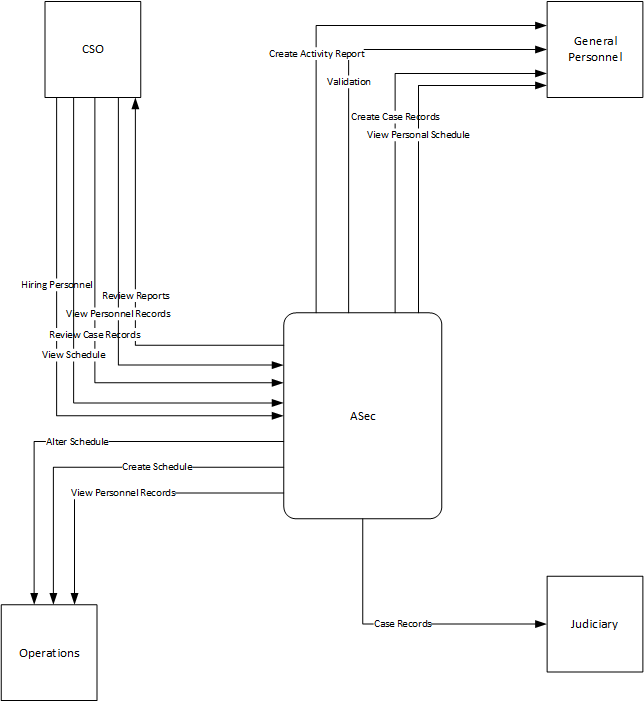 CSO
General
Personnel
Create Activity Report
Validation
Create Case Records
View Personal Schedule
Hiring Personnel
Review Reports
View Personnel Records
Review Case Records
View Schedule
ASec
Alter Schedule
Create Schedule
View Personnel Records
Case Records
Judiciary
Operations